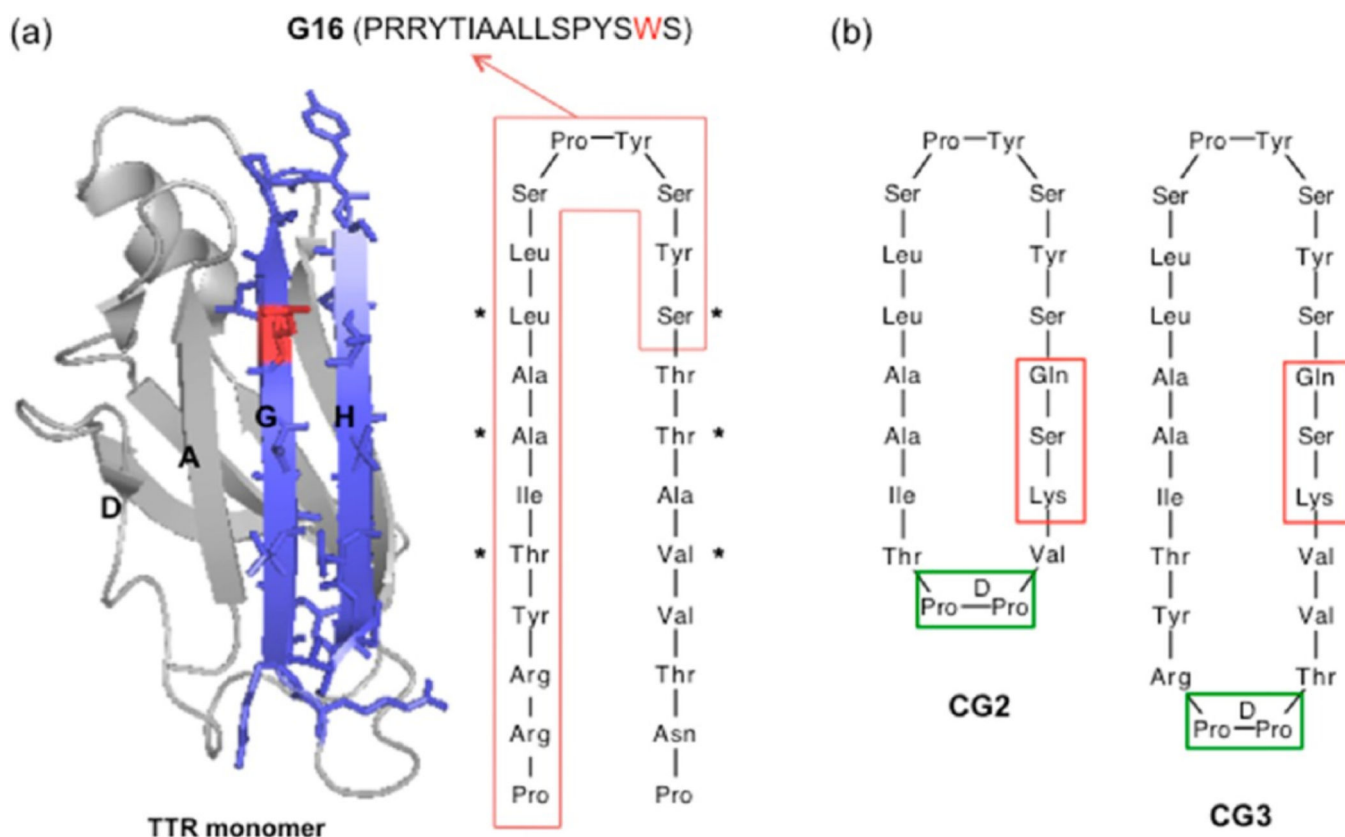 (a)
G16 (PRRYTIAALLSPYSWS)
A
G
H
D
TTR monomer
Pro—Tyr
Ser Ser
Leu Tyr
* Leu Ser *
Ala Thr
* Ala Thr *
Ile Ala
* Thr Val *
Tyr Val
Arg Thr
Arg Asn
Pro Pro
(b)
Pro—Tyr
Ser Ser
Leu Tyr
Leu Ser
Ala Gln
Ala Ser
Ile Lys
Thr Val
D
Pro—Pro
CG2
Pro—Tyr
Ser Ser
Leu Tyr
Leu Ser
Ala Gln
Ala Ser
Ile Lys
Thr Val
Tyr Val
Arg Thr
D
Pro—Pro
CG3